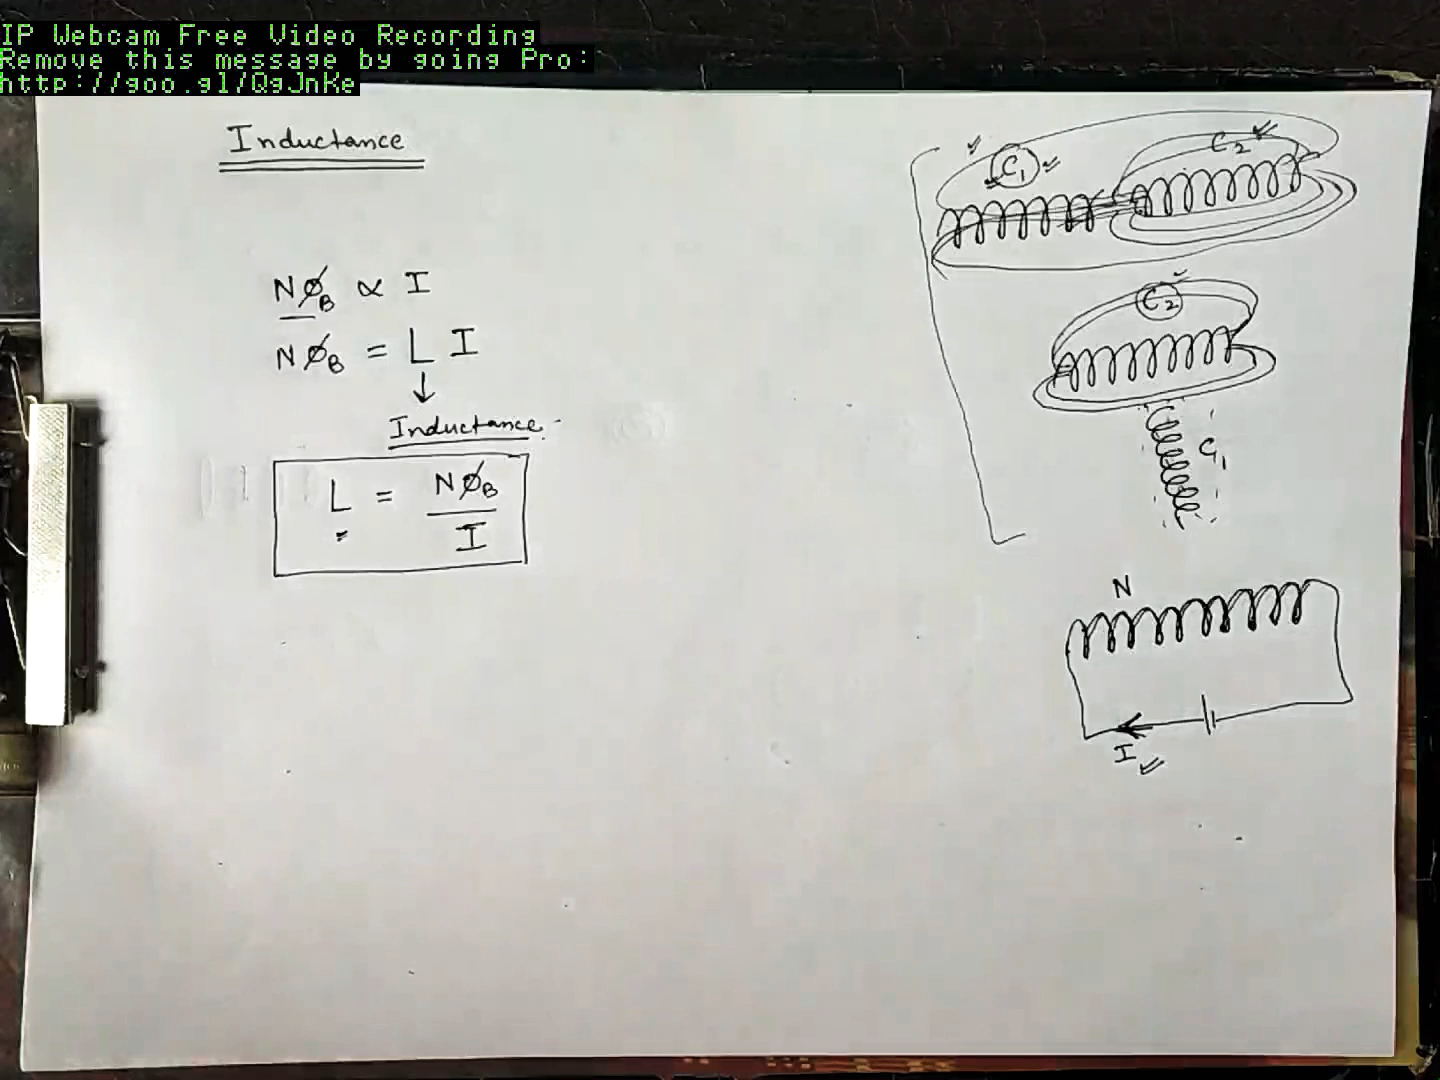 IP Webcam Free Video Recording
Remove this message by going Pro:
http://goo.gl/Q9JnKe
Inductance
NØB ∝ I
NØB = L I
↓
Inductance
L = NØB / I
C1
C2
C2
C1
N
I